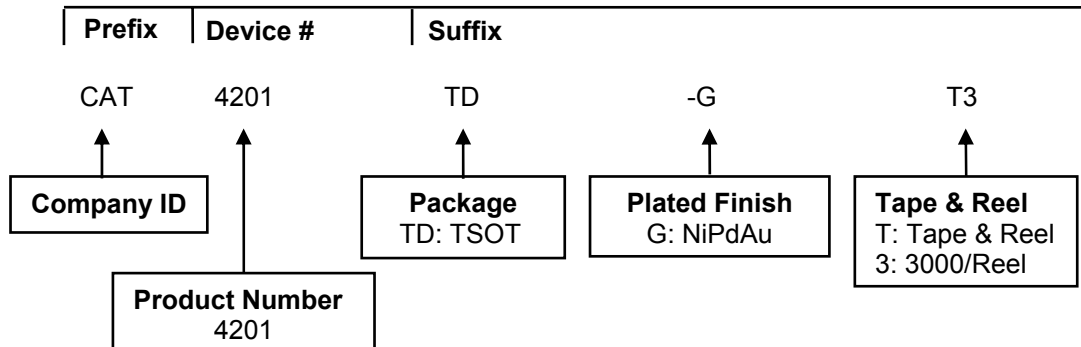 Prefix Device # Suffix
CAT 4201 TD -G T3
Company ID
Package
TD: TSOT
Plated Finish
G: NiPdAu
Tape & Reel
T: Tape & Reel
3: 3000/Reel
Product Number
4201